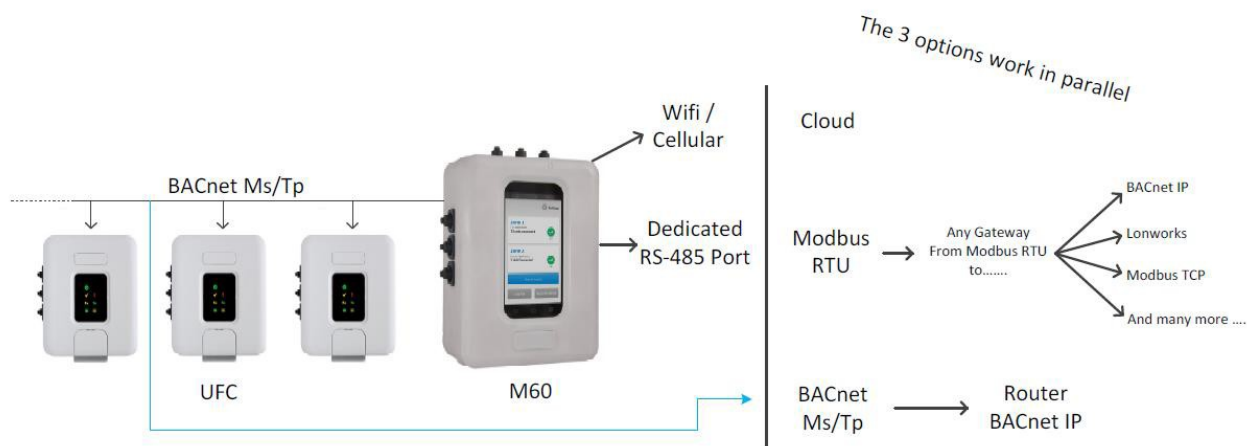 The 3 options work in parallel
Wifi /
Cellular
Cloud
BACnet Ms/Tp
Dedicated
RS-485 Port
Modbus
RTU
Any Gateway
From Modbus RTU
to.......
BACnet IP
Lonworks
Modbus TCP
And many more ....
UFC
M60
BACnet
Ms/Tp
Router
BACnet IP